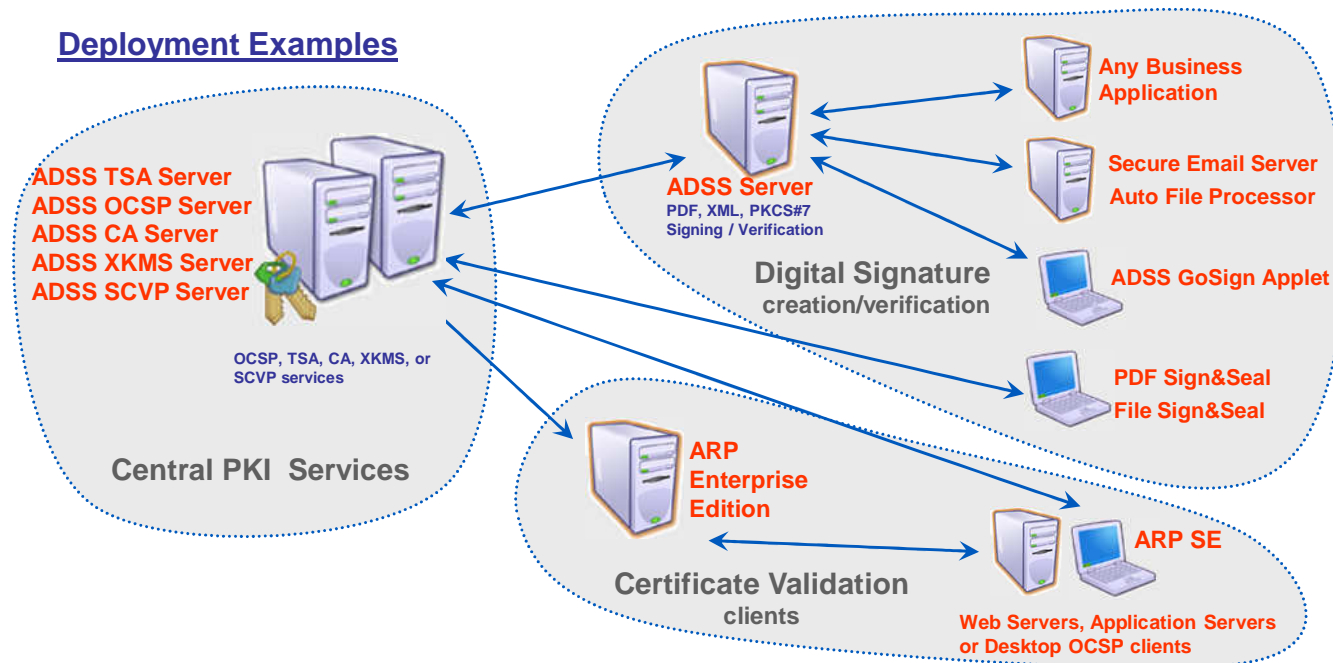 Deployment Examples
ADSS TSA Server
ADSS OCSP Server
ADSS CA Server
ADSS XKMS Server
ADSS SCVP Server
OCSP, TSA, CA, XKMS, or
SCVP services
Central PKI Services
ADSS Server
PDF, XML, PKCS#7
Signing / Verification
Digital Signature
creation/verification
Any Business
Application
Secure Email Server
Auto File Processor
ADSS GoSign Applet
PDF Sign&Seal
File Sign&Seal
ARP
Enterprise
Edition
Certificate Validation
clients
ARP SE
Web Servers, Application Servers
or Desktop OCSP clients